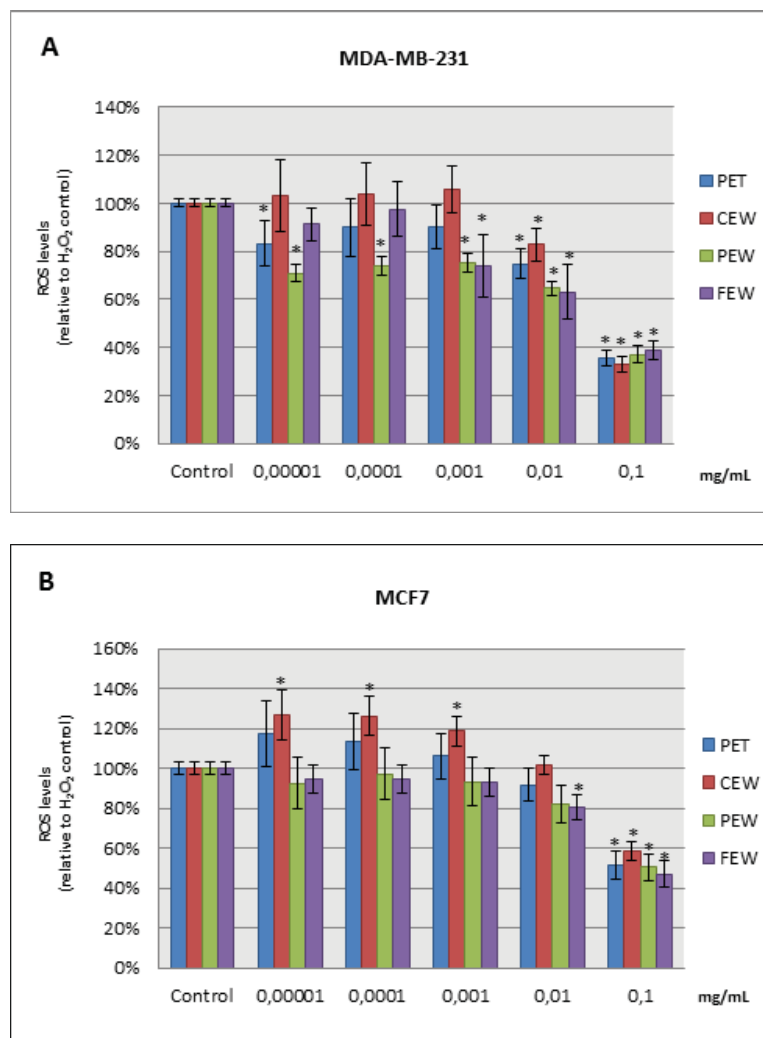 A
MDA-MB-231
140%
120%
100%
80%
60%
40%
20%
0%
ROS levels
(relative to H₂O₂ control)
* * * * * * * * * * * * * *
Control 0,00001 0,0001 0,001 0,01 0,1 mg/mL
PET
CEW
PEW
FEW
B
MCF7
160%
140%
120%
100%
80%
60%
40%
20%
0%
ROS levels
(relative to H₂O₂ control)
* * * * * * * *
Control 0,00001 0,0001 0,001 0,01 0,1 mg/mL
PET
CEW
PEW
FEW